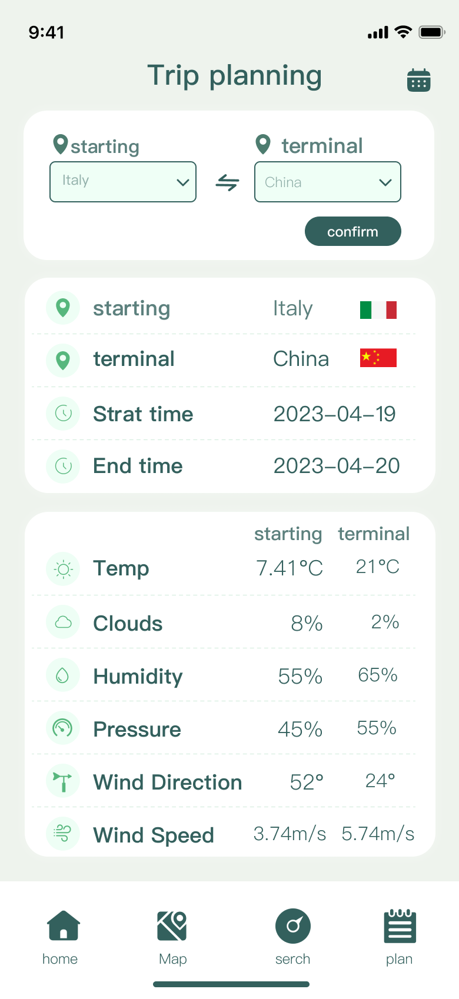 9:41
Trip planning
starting terminal
Italy China
confirm
starting Italy
terminal China
Strat time 2023-04-19
End time 2023-04-20
starting terminal
Temp 7.41°C 21°C
Clouds 8% 2%
Humidity 55% 65%
Pressure 45% 55%
Wind Direction 52° 24°
Wind Speed 3.74m/s 5.74m/s
home Map serch plan